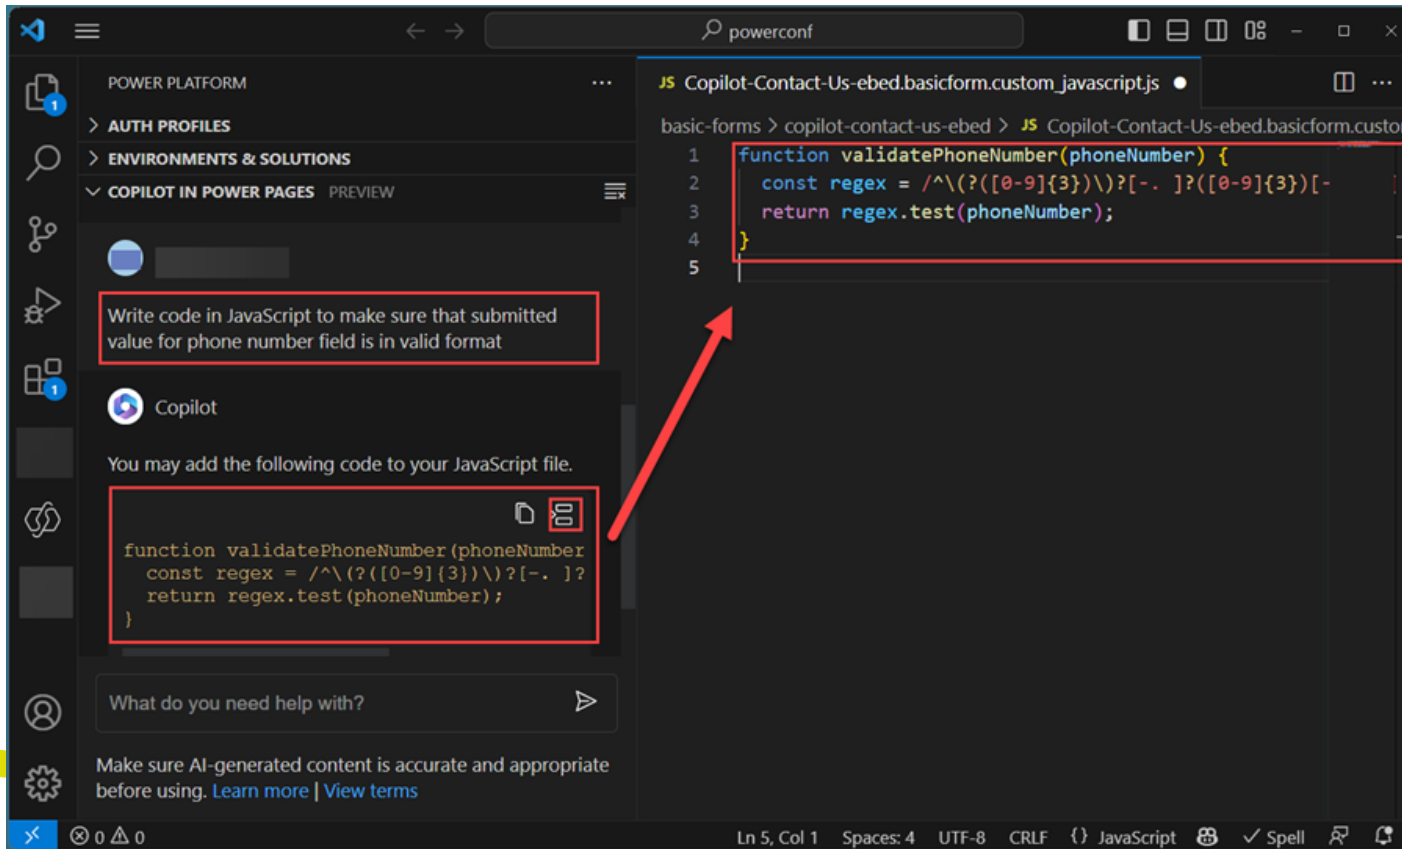 powerconf
POWER PLATFORM
AUTH PROFILES
ENVIRONMENTS & SOLUTIONS
COPILOT IN POWER PAGES PREVIEW
Write code in JavaScript to make sure that submitted
value for phone number field is in valid format
Copilot
You may add the following code to your JavaScript file.
function validatePhoneNumber(phoneNumber
const regex = /^\(?([0-9]{3})\)?[-. ]?
return regex.test(phoneNumber);
}
What do you need help with?
Make sure AI-generated content is accurate and appropriate
before using. Learn more | View terms
JS Copilot-Contact-Us-ebed.basicform.custom_javascript.js
basic-forms > copilot-contact-us-ebed > JS Copilot-Contact-Us-ebed.basicform.custo
1 function validatePhoneNumber(phoneNumber) {
2 const regex = /^\(?([0-9]{3})\)?[-. ]?([0-9]{3})[-
3 return regex.test(phoneNumber);
4 }
5
1
1
0 0
Ln 5, Col 1 Spaces: 4 UTF-8 CRLF {} JavaScript Spell